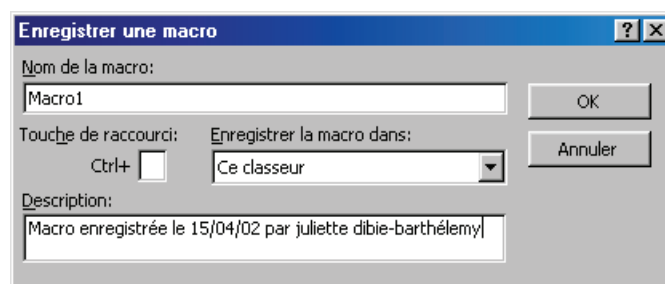 Enregistrer une macro
Nom de la macro:
Macro1
OK
Touche de raccourci:
Enregistrer la macro dans:
Ctrl+
Ce classeur
Annuler
Description:
Macro enregistrée le 15/04/02 par juliette dibie-barthélemy